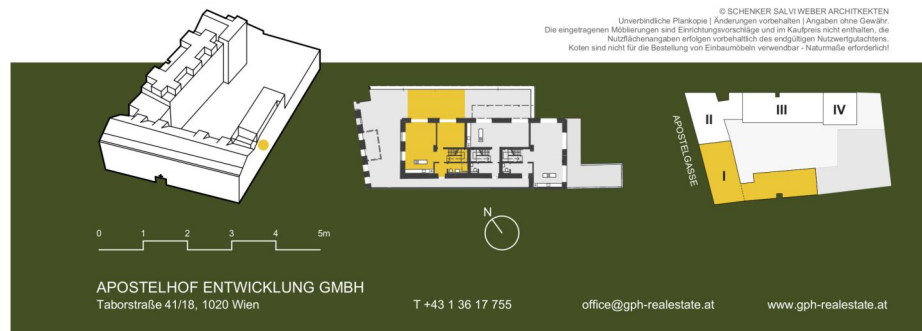 © SCHENKER SALVI WEBER ARCHITKEKTEN
Unverbindliche Plankopie | Änderungen vorbehalten | Angaben ohne Gewähr.
Die eingetragenen Möblierungen sind Einrichtungsvorschläge und im Kaufpreis nicht enthalten, die
Nutzflächenangaben erfolgen vorbehaltlich des endgültigen Nutzwertgutachtens.
Koten sind nicht für die Bestellung von Einbaumöbeln verwendbar - Naturmaße erforderlich!
II
III
IV
APOSTELGASSE
I
N
0 1 2 3 4 5m
APOSTELHOF ENTWICKLUNG GMBH
Taborstraße 41/18, 1020 Wien
T +43 1 36 17 755
office@gph-realestate.at
www.gph-realestate.at